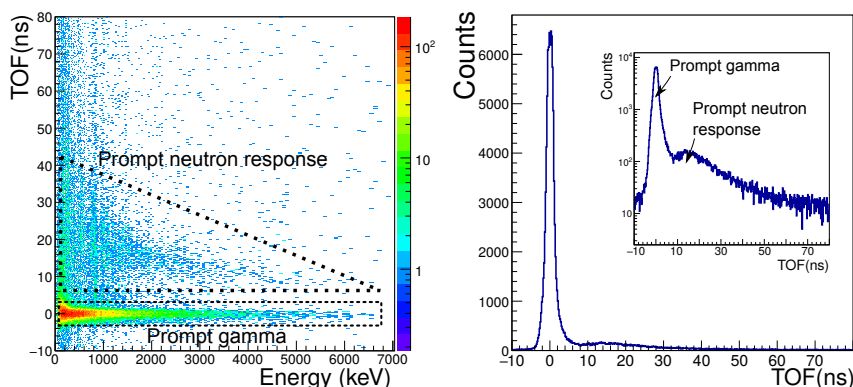 TOF(ns)
80
70
60
50
40
30
20
10
0
−10
Prompt neutron response
Prompt gamma
0 1000 2000 3000 4000 5000 6000 7000
Energy (keV)
10²
10
1
Counts
6000
5000
4000
3000
2000
1000
0
−10 0 10 20 30 40 50 60 70
TOF(ns)
Counts
10⁴
10³
10²
10
Prompt gamma
Prompt neutron
response
−10 0 10 30 50 70
TOF(ns)